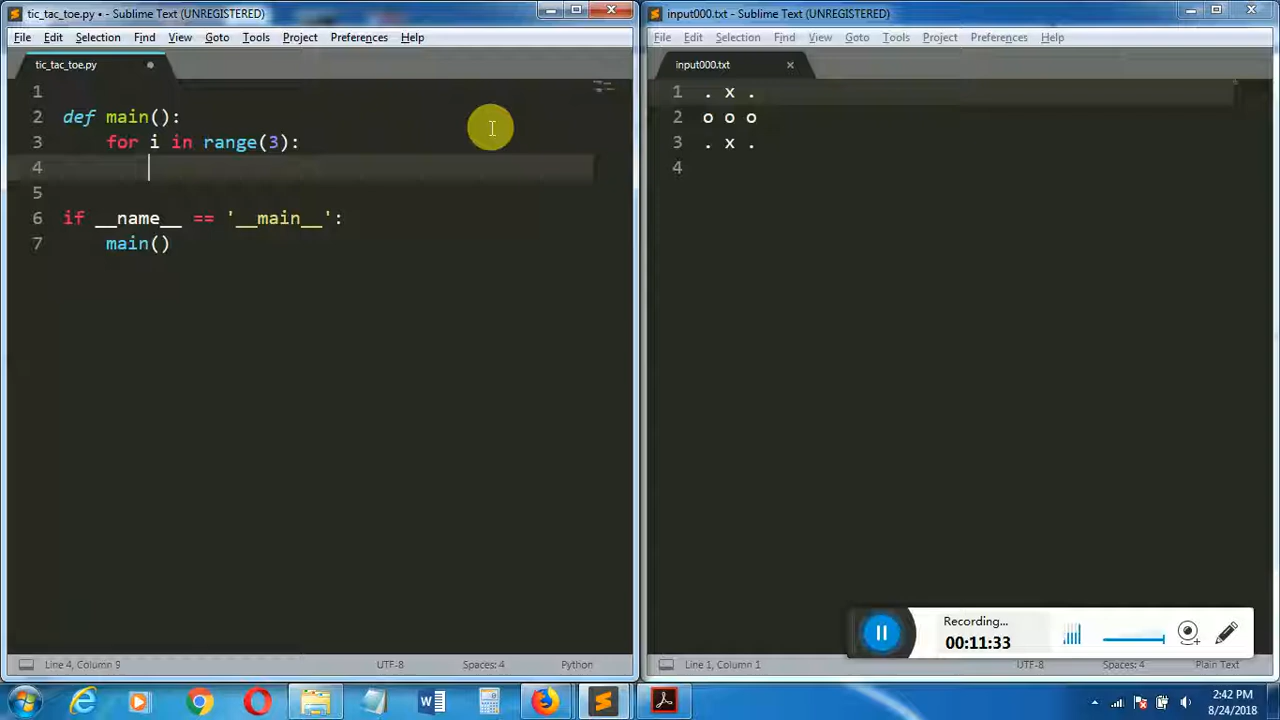 tic_tac_toe.py • - Sublime Text (UNREGISTERED)
File Edit Selection Find View Goto Tools Project Preferences Help
tic_tac_toe.py
1
2 def main():
3 for i in range(3):
4
5
6 if __name__ == '__main__':
7 main()
Line 4, Column 9 UTF-8 Spaces: 4 Python
input000.txt - Sublime Text (UNREGISTERED)
File Edit Selection Find View Goto Tools Project Preferences Help
input000.txt
1 . x .
2 o o o
3 . x .
4
Recording...
00:11:33
Line 1, Column 1 UTF-8 Spaces: 4 Plain Text
2:42 PM
8/24/2018